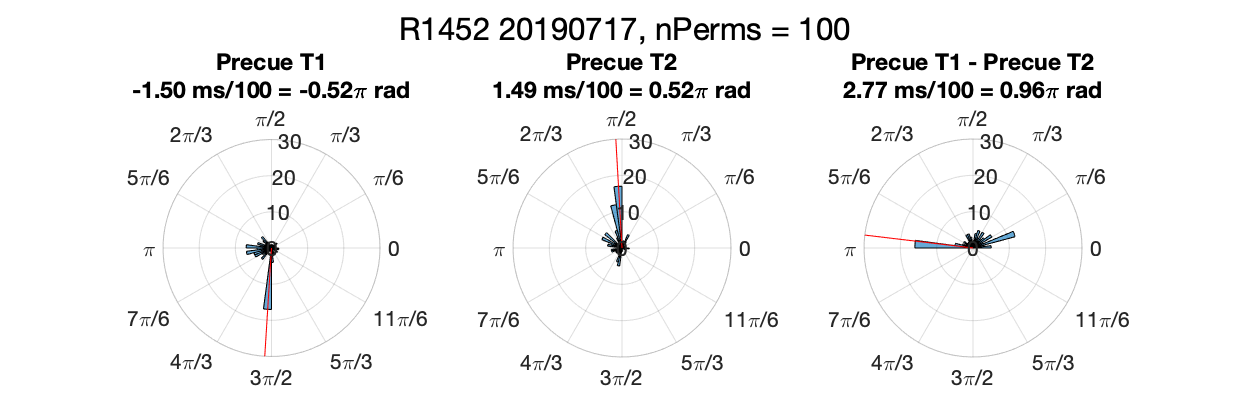 R1452 20190717, nPerms = 100
Precue T1
-1.50 ms/100 = -0.52π rad
π/2
2π/3
30
π/3
5π/6
20
π/6
10
π
0
0
7π/6
11π/6
4π/3
5π/3
3π/2
Precue T2
1.49 ms/100 = 0.52π rad
π/2
2π/3
30
π/3
5π/6
20
π/6
10
π
0
0
7π/6
11π/6
4π/3
5π/3
3π/2
Precue T1 - Precue T2
2.77 ms/100 = 0.96π rad
π/2
2π/3
30
π/3
5π/6
20
π/6
10
π
0
0
7π/6
11π/6
4π/3
5π/3
3π/2